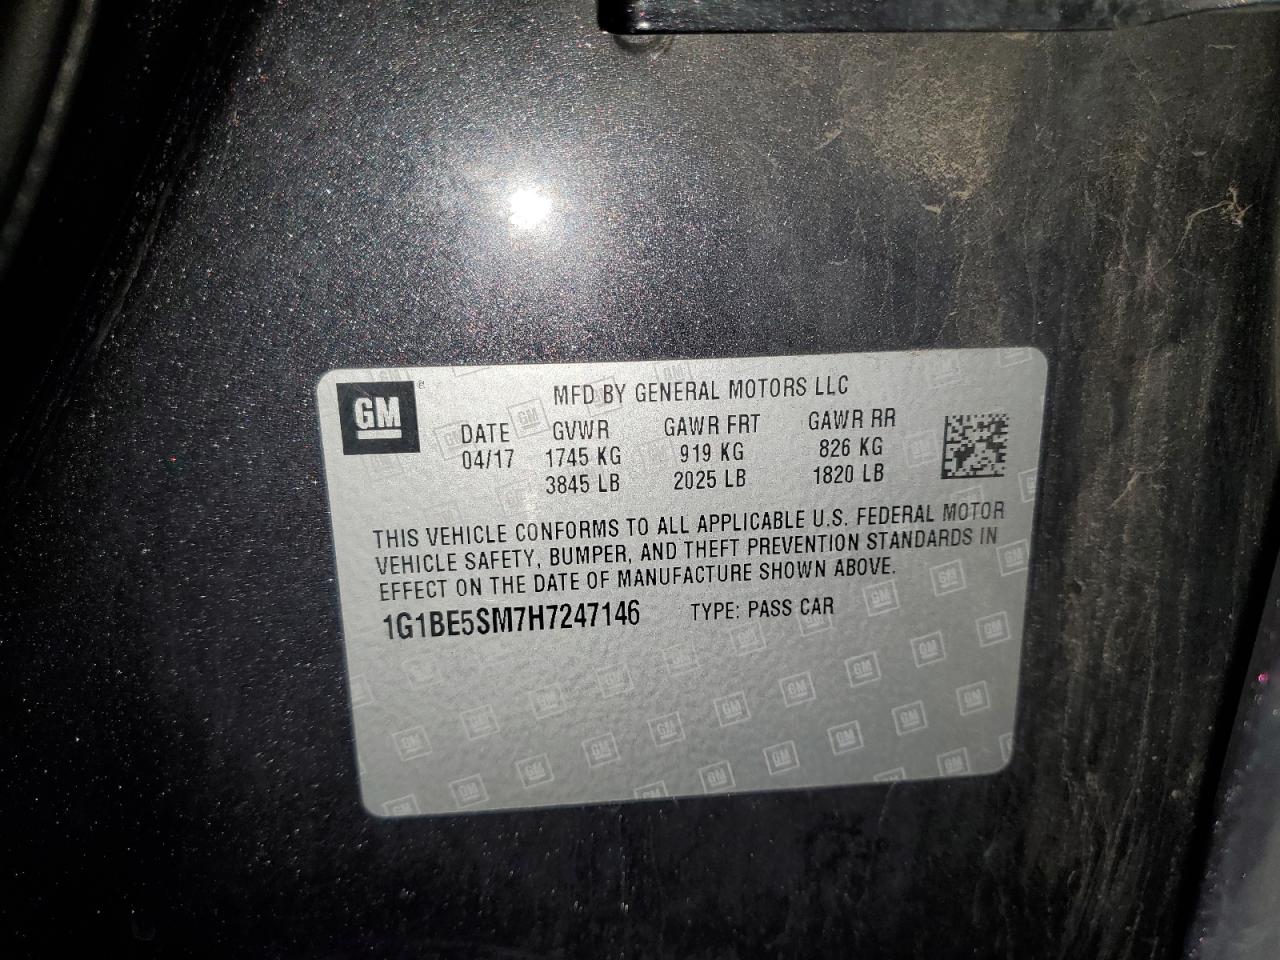 GM
MFD BY GENERAL MOTORS LLC
DATE GVWR GAWR FRT GAWR RR
04/17 1745 KG 919 KG 826 KG
3845 LB 2025 LB 1820 LB
THIS VEHICLE CONFORMS TO ALL APPLICABLE U.S. FEDERAL MOTOR
VEHICLE SAFETY, BUMPER, AND THEFT PREVENTION STANDARDS IN
EFFECT ON THE DATE OF MANUFACTURE SHOWN ABOVE.
1G1BE5SM7H7247146 TYPE: PASS CAR